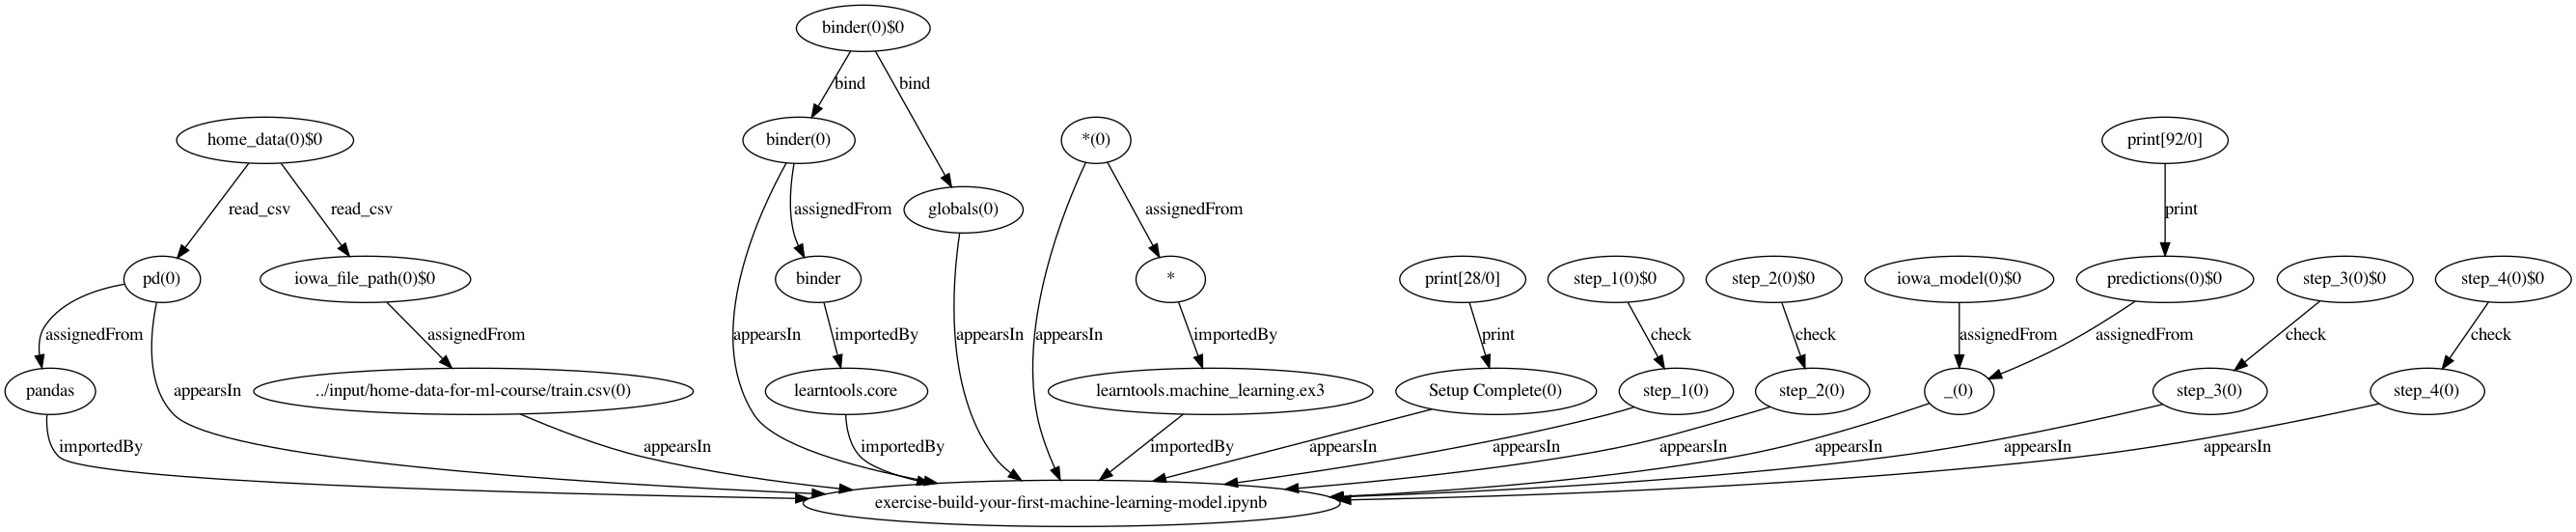 binder(0)$0
bind
bind
home_data(0)$0
binder(0)
*(0)
print[92/0]
read_csv
read_csv
assignedFrom
globals(0)
assignedFrom
print
pd(0)
iowa_file_path(0)$0
binder
*
print[28/0]
step_1(0)$0
step_2(0)$0
iowa_model(0)$0
predictions(0)$0
step_3(0)$0
step_4(0)$0
assignedFrom
assignedFrom
appearsIn
importedBy
appearsIn
appearsIn
importedBy
print
check
check
assignedFrom
assignedFrom
check
check
pandas
appearsIn
../input/home-data-for-ml-course/train.csv(0)
learntools.core
learntools.machine_learning.ex3
Setup Complete(0)
step_1(0)
step_2(0)
_(0)
step_3(0)
step_4(0)
importedBy
appearsIn
importedBy
importedBy
appearsIn
appearsIn
appearsIn
appearsIn
appearsIn
appearsIn
exercise-build-your-first-machine-learning-model.ipynb